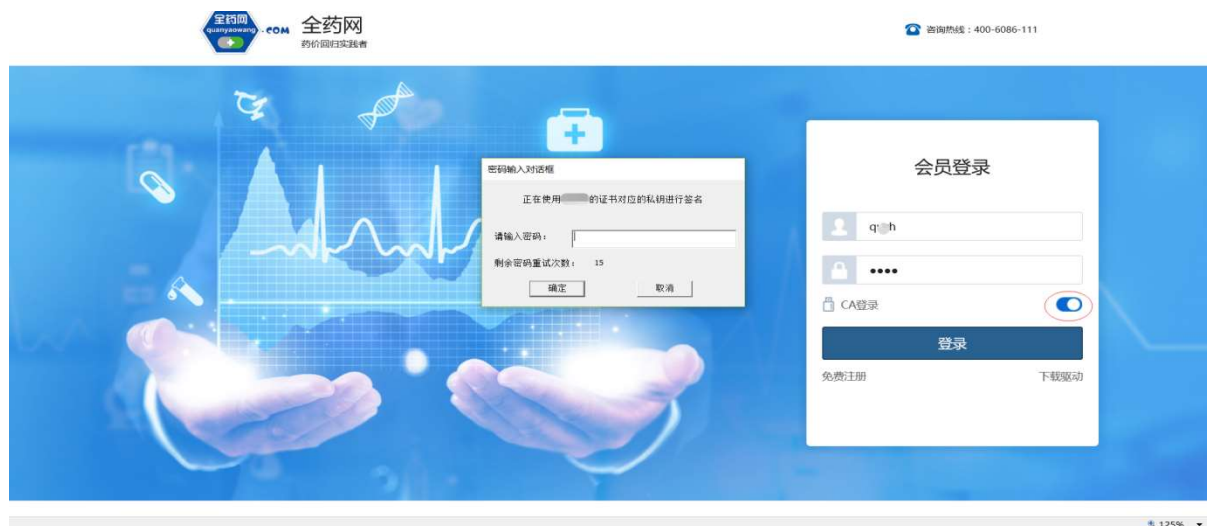 全药网
quanyaowang
.COM
全药网
药价回归实践者
咨询热线：400-6086-111
会员登录
密码输入对话框
正在使用的证书对应的私钥进行签名
请输入密码：
剩余密码重试次数： 15
确定 取消
CA登录
登录
免费注册 下载驱动
125%